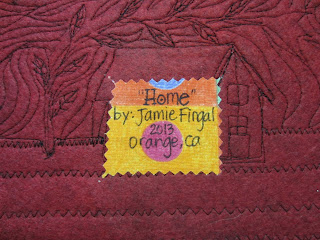 "Home"
by: Jamie Fingal
2013
Orange, Ca